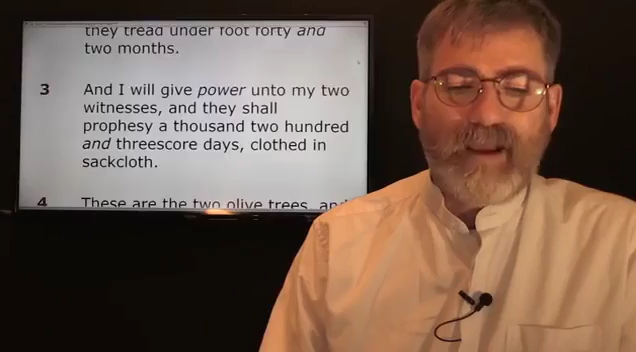 they tread under foot forty and
two months.
3 And I will give power unto my two
witnesses, and they shall
prophesy a thousand two hundred
and threescore days, clothed in
sackcloth.
4 These are the two olive trees, and